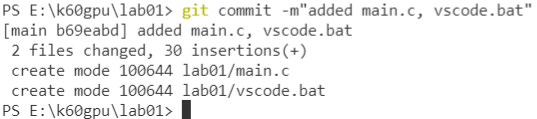 PS E:\k60gpu\lab01> git commit -m"added main.c, vscode.bat"
[main b69eabd] added main.c, vscode.bat
 2 files changed, 30 insertions(+)
 create mode 100644 lab01/main.c
 create mode 100644 lab01/vscode.bat
PS E:\k60gpu\lab01>